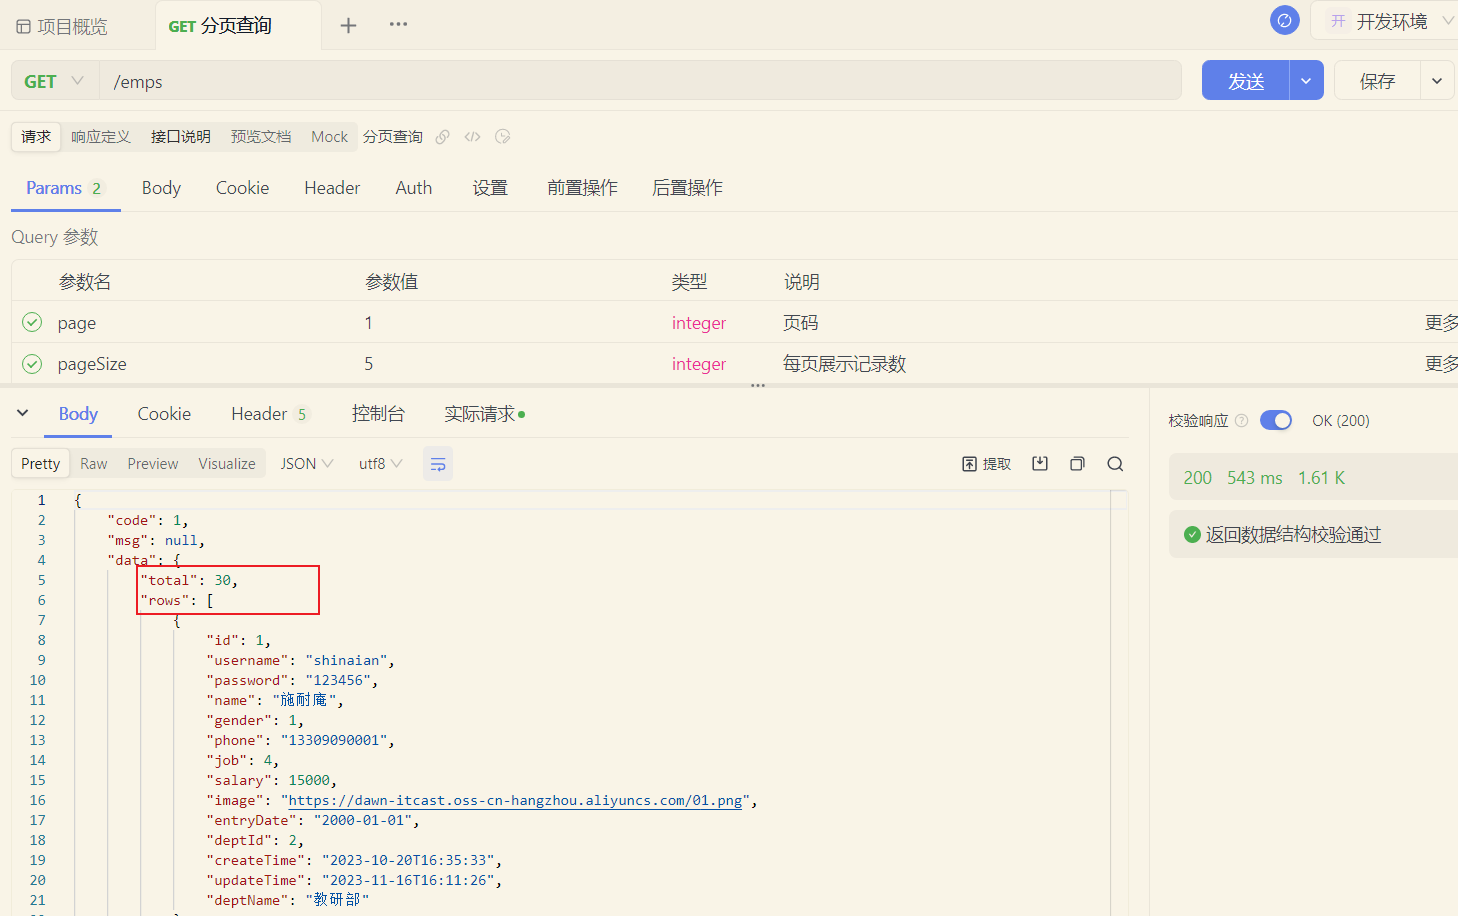 项目概览 GET 分页查询 + ··· 开 开发环境
GET /emps 发送 保存
请求 响应定义 接口说明 预览文档 Mock 分页查询 </>
Params 2 Body Cookie Header Auth 设置 前置操作 后置操作
Query 参数
参数名 参数值 类型 说明
page 1 integer 页码 更多
pageSize 5 integer 每页展示记录数 更多
Body Cookie Header 5 控制台 实际请求
校验响应 OK (200)
Pretty Raw Preview Visualize JSON utf8 提取
200 543 ms 1.61 K
返回数据结构校验通过
1 {
2 "code": 1,
3 "msg": null,
4 "data": {
5 "total": 30,
6 "rows": [
7 {
8 "id": 1,
9 "username": "shinaian",
10 "password": "123456",
11 "name": "施耐庵",
12 "gender": 1,
13 "phone": "13309090001",
14 "job": 4,
15 "salary": 15000,
16 "image": "https://dawn-itcast.oss-cn-hangzhou.aliyuncs.com/01.png",
17 "entryDate": "2000-01-01",
18 "deptId": 2,
19 "createTime": "2023-10-20T16:35:33",
20 "updateTime": "2023-11-16T16:11:26",
21 "deptName": "教研部"